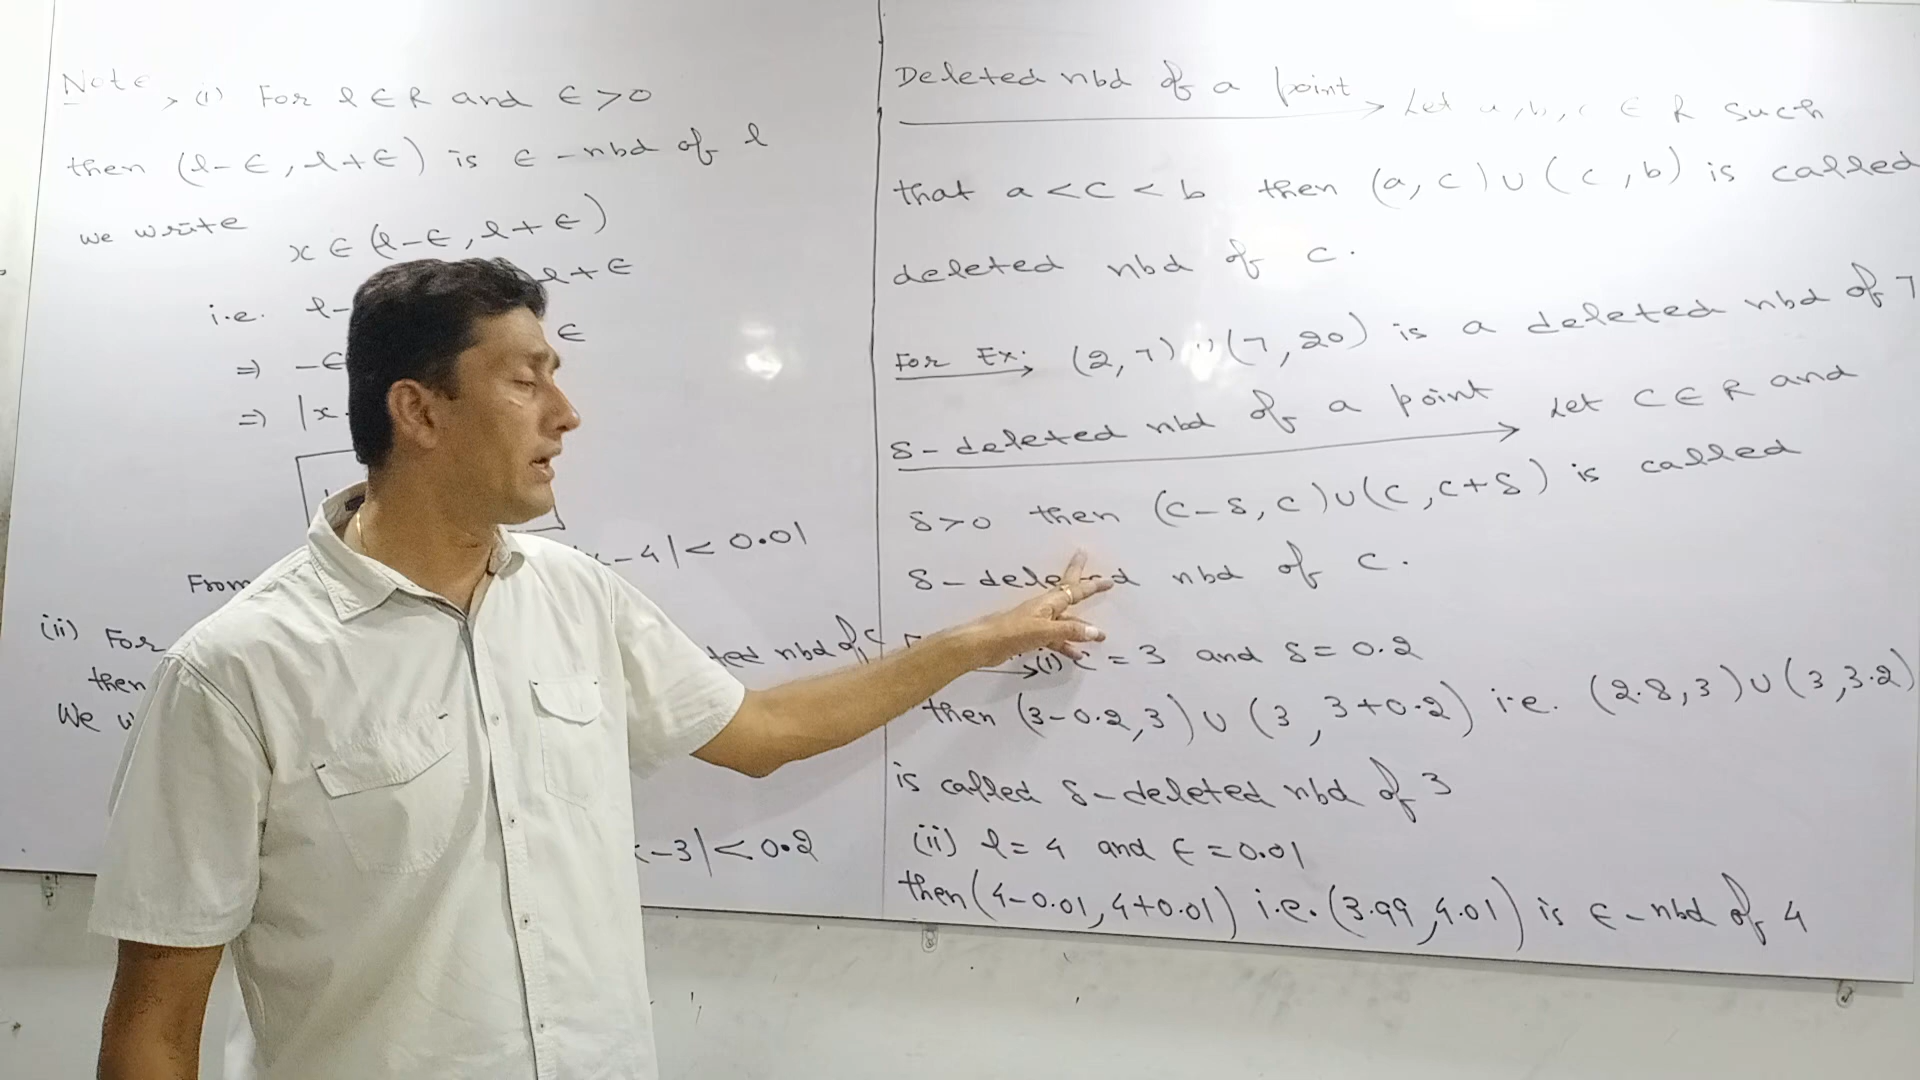 Note, (i) For l ∈ R and ∈ > 0
then (l-∈, l+∈) is ∈-nbd of l
we write
x ∈ (l-∈, l+∈)
i.e. l- l+∈
=> -∈ ∈
=> |x
-4| < 0.01
From
(ii) For nbd of c
then
We
-3| < 0.2
Deleted nbd of a point Let a, b, c ∈ R such
that a < c < b then (a, c) ∪ (c, b) is called
deleted nbd of c.
For Ex: (2, 7) ∪ (7, 20) is a deleted nbd of 7
δ-deleted nbd of a point Let C ∈ R and
δ>0 then (c-δ, c) ∪ (c, c+δ) is called
δ-deleted nbd of c.
(i) c = 3 and δ = 0.2
then (3-0.2, 3) ∪ (3, 3+0.2) i.e. (2.8, 3) ∪ (3, 3.2)
is called δ-deleted nbd of 3
(ii) l = 4 and ∈ = 0.01
then (4-0.01, 4+0.01) i.e. (3.99, 4.01) is ∈-nbd of 4